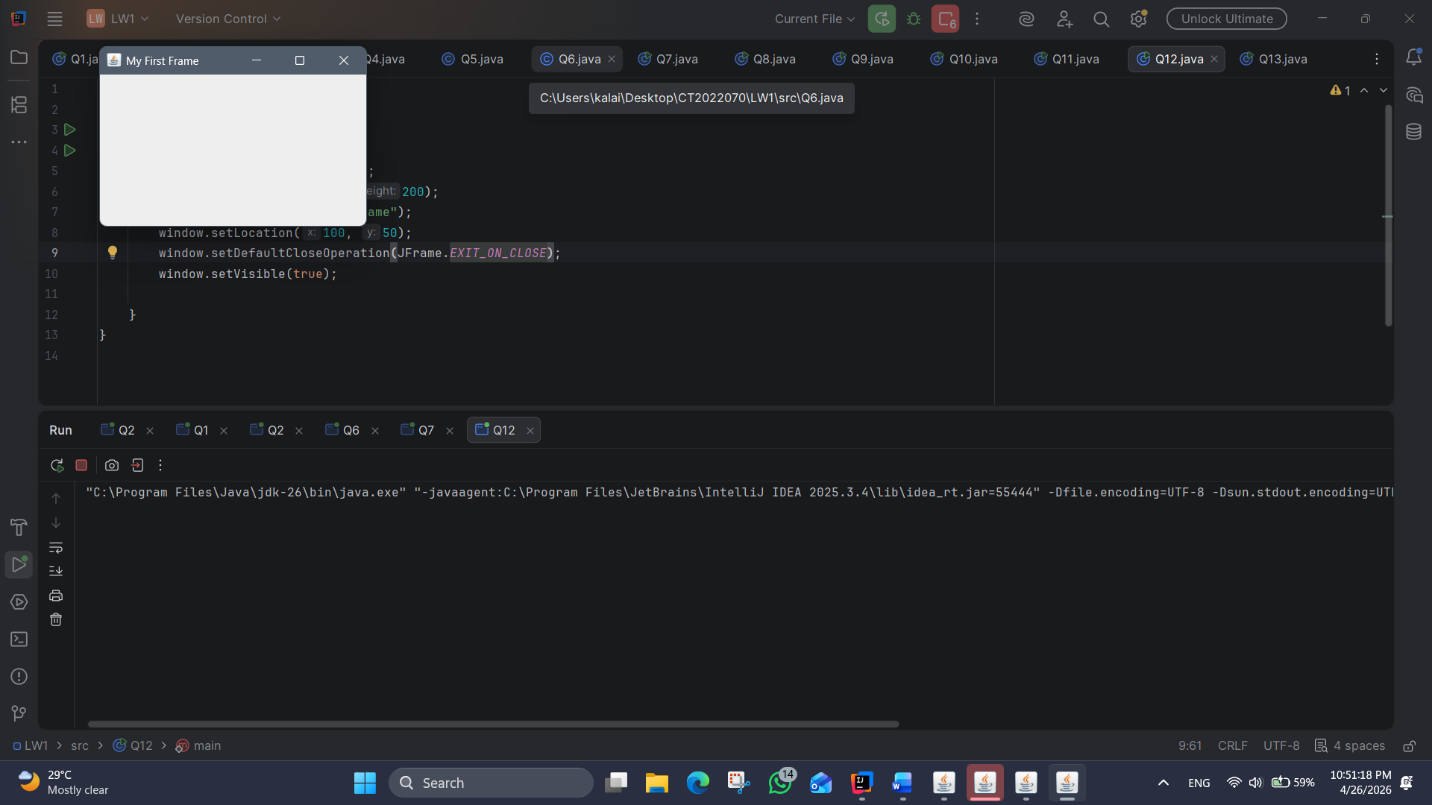 LW LW1 Version Control Current File 6 Unlock Ultimate
Q1.ja Q4.java Q5.java Q6.java Q7.java Q8.java Q9.java Q10.java Q11.java Q12.java Q13.java
My First Frame
C:\Users\kalai\Desktop\CT2022070\LW1\src\Q6.java
1
1
2
3
4
5 ;
6 eight: 200);
7 ame");
8 window.setLocation( x: 100, y: 50);
9 window.setDefaultCloseOperation(JFrame.EXIT_ON_CLOSE);
10 window.setVisible(true);
11
12 }
13 }
14
Run Q2 Q1 Q2 Q6 Q7 Q12
"C:\Program Files\Java\jdk-26\bin\java.exe" "-javaagent:C:\Program Files\JetBrains\IntelliJ IDEA 2025.3.4\lib\idea_rt.jar=55444" -Dfile.encoding=UTF-8 -Dsun.stdout.encoding=UT
LW1 > src > Q12 > main 9:61 CRLF UTF-8 4 spaces
29°C
Mostly clear
Search
14
ENG
59%
10:51:18 PM
4/26/2026